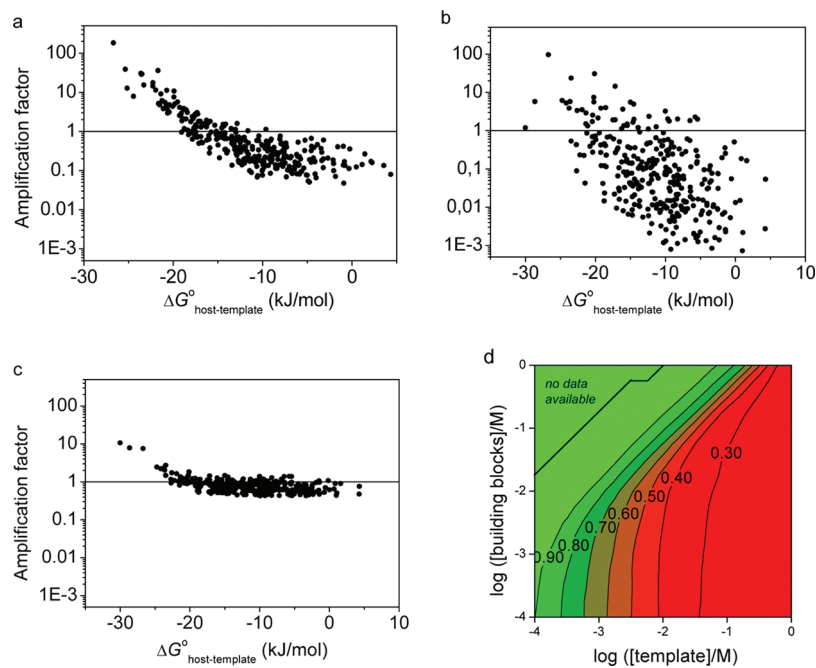 a
Amplification factor
100
10
1
0.1
0.01
1E-3
-30
-20
-10
0
ΔG°host-template (kJ/mol)
b
Amplification factor
100
10
1
0.1
0,01
1E-3
-30
-20
-10
0
10
ΔG°host-template (kJ/mol)
c
Amplification factor
100
10
1
0.1
0.01
1E-3
-30
-20
-10
0
10
ΔG°host-template (kJ/mol)
d
log ([building blocks]/M)
0
-1
-2
-3
-4
no data
available
0.30
0.40
0.50
0.60
0.70
0.80
0.90
-4
-3
-2
-1
0
log ([template]/M)